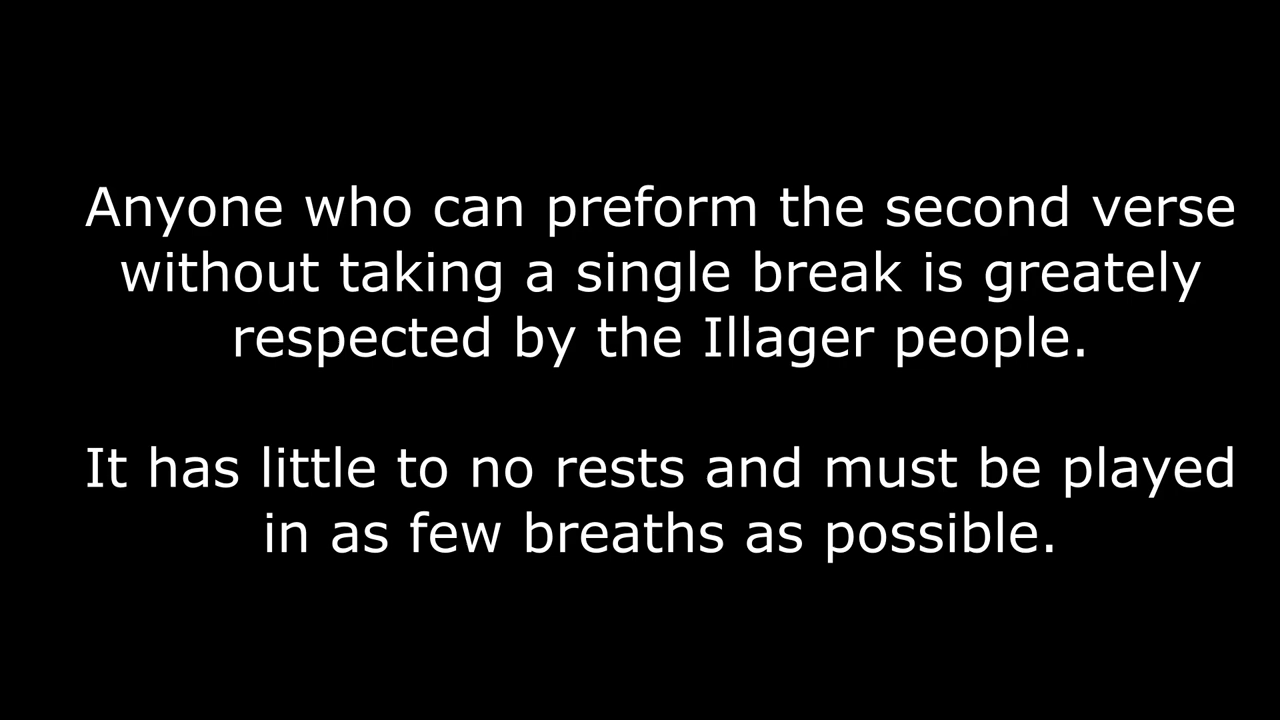 Anyone who can preform the second verse
without taking a single break is greately
respected by the Illager people.
It has little to no rests and must be played
in as few breaths as possible.